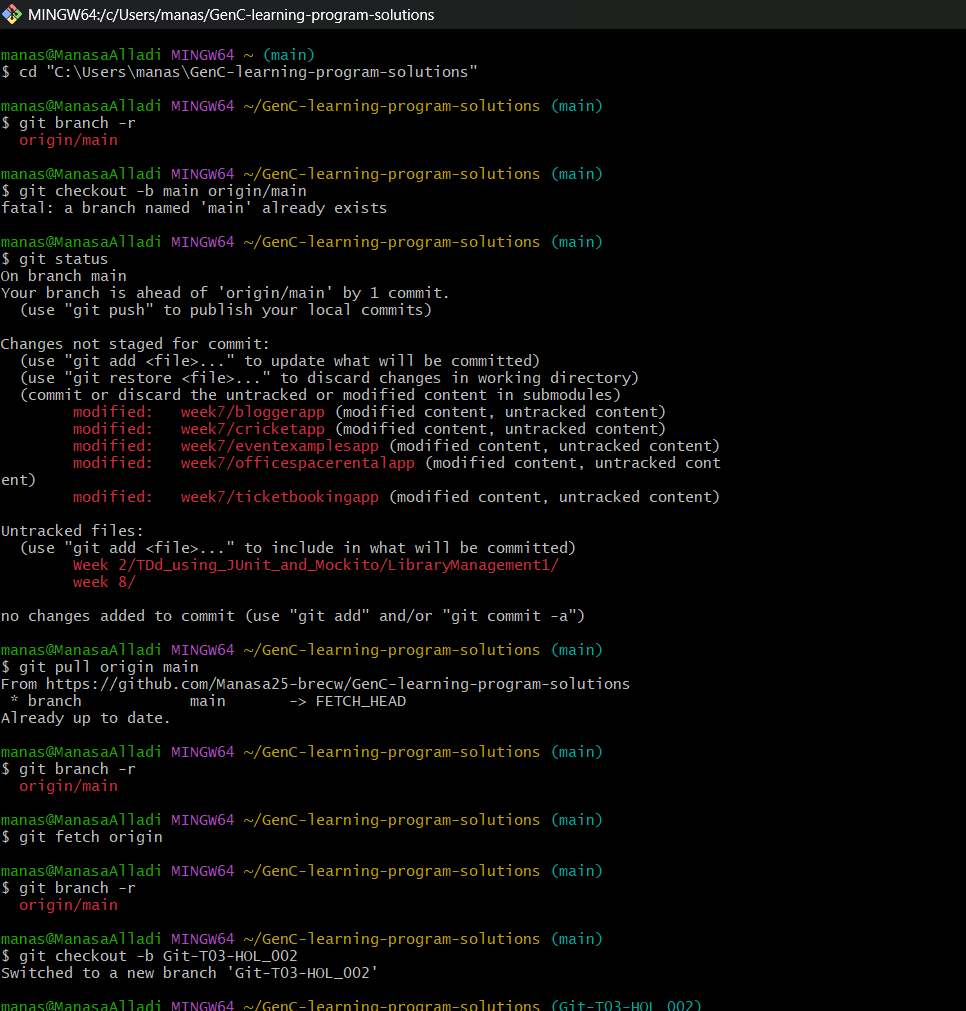 MINGW64:/c/Users/manas/GenC-learning-program-solutions
manas@ManasaAlladi MINGW64 ~ (main)
$ cd "C:\Users\manas\GenC-learning-program-solutions"
manas@ManasaAlladi MINGW64 ~/GenC-learning-program-solutions (main)
$ git branch -r
  origin/main
manas@ManasaAlladi MINGW64 ~/GenC-learning-program-solutions (main)
$ git checkout -b main origin/main
fatal: a branch named 'main' already exists
manas@ManasaAlladi MINGW64 ~/GenC-learning-program-solutions (main)
$ git status
On branch main
Your branch is ahead of 'origin/main' by 1 commit.
  (use "git push" to publish your local commits)
Changes not staged for commit:
  (use "git add <file>..." to update what will be committed)
  (use "git restore <file>..." to discard changes in working directory)
  (commit or discard the untracked or modified content in submodules)
        modified:   week7/bloggerapp (modified content, untracked content)
        modified:   week7/cricketapp (modified content, untracked content)
        modified:   week7/eventexamplesapp (modified content, untracked content)
        modified:   week7/officespacerentalapp (modified content, untracked cont
ent)
        modified:   week7/ticketbookingapp (modified content, untracked content)
Untracked files:
  (use "git add <file>..." to include in what will be committed)
        Week 2/TDd_using_JUnit_and_Mockito/LibraryManagement1/
        week 8/
no changes added to commit (use "git add" and/or "git commit -a")
manas@ManasaAlladi MINGW64 ~/GenC-learning-program-solutions (main)
$ git pull origin main
From https://github.com/Manasa25-brecw/GenC-learning-program-solutions
 * branch            main       -> FETCH_HEAD
Already up to date.
manas@ManasaAlladi MINGW64 ~/GenC-learning-program-solutions (main)
$ git branch -r
  origin/main
manas@ManasaAlladi MINGW64 ~/GenC-learning-program-solutions (main)
$ git fetch origin
manas@ManasaAlladi MINGW64 ~/GenC-learning-program-solutions (main)
$ git branch -r
  origin/main
manas@ManasaAlladi MINGW64 ~/GenC-learning-program-solutions (main)
$ git checkout -b Git-T03-HOL_002
Switched to a new branch 'Git-T03-HOL_002'
manas@ManasaAlladi MINGW64 ~/GenC-learning-program-solutions (Git-T03-HOL_002)